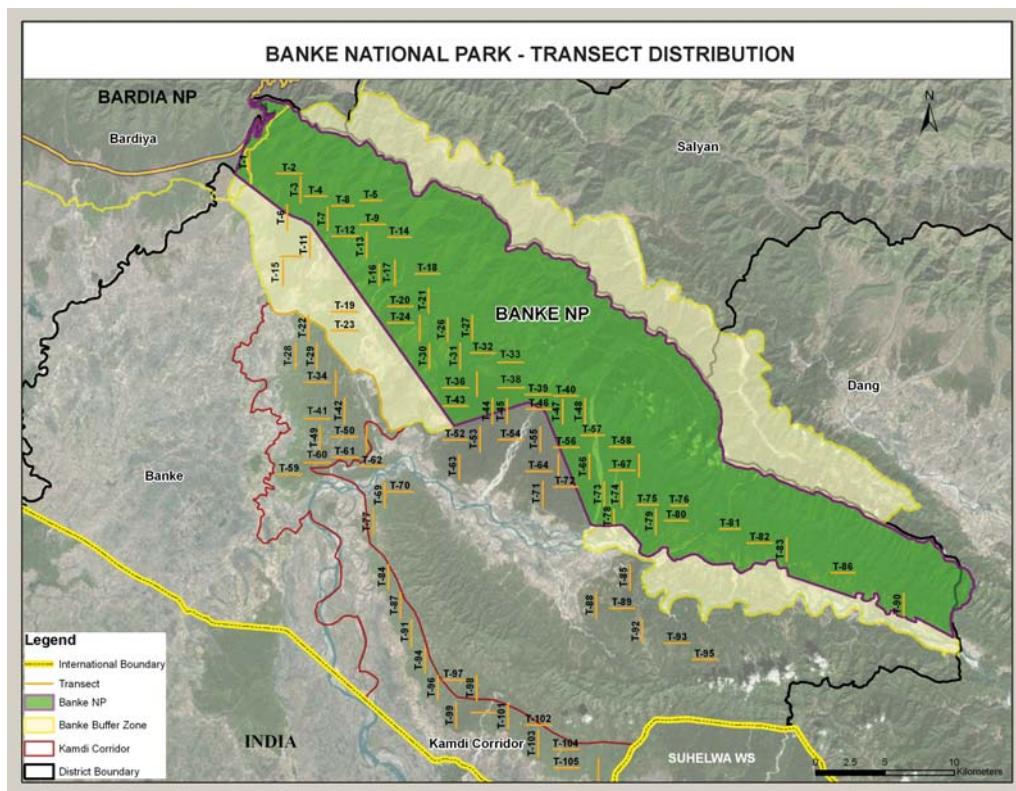 BANKE NATIONAL PARK - TRANSECT DISTRIBUTION
BARDIA NP
Bardiya
N
Salyan
T-1
T-2
T-3
T-4
T-5
T-8
T-6
T-7
T-9
T-12
T-14
T-11
T-13
T-15
T-16
T-17
T-18
T-19
T-20
T-21
BANKE NP
T-22
T-23
T-24
T-26
T-27
T-28
T-29
T-30
T-31
T-32
T-33
T-34
T-36
T-38
T-39
T-40
Dang
T-41
T-42
T-43
T-44
T-45
T-46
T-47
T-48
T-49
T-50
T-52
T-53
T-54
T-55
T-56
T-57
T-58
Banke
T-59
T-60
T-61
T-62
T-63
T-64
T-66
T-67
T-69
T-70
T-71
T-72
T-73
T-74
T-75
T-76
T-77
T-78
T-79
T-80
T-81
T-82
T-83
T-84
T-85
T-86
T-87
T-88
T-89
T-90
T-91
T-92
T-93
T-94
T-95
T-96
T-97
T-98
T-99
T-101
T-102
T-103
T-104
T-105
Legend
International Boundary
Transect
Banke NP
Banke Buffer Zone
Kamdi Corridor
District Boundary
INDIA
Kamdi Corridor
SUHELWA WS
0 2.5 5 10
Kilometers